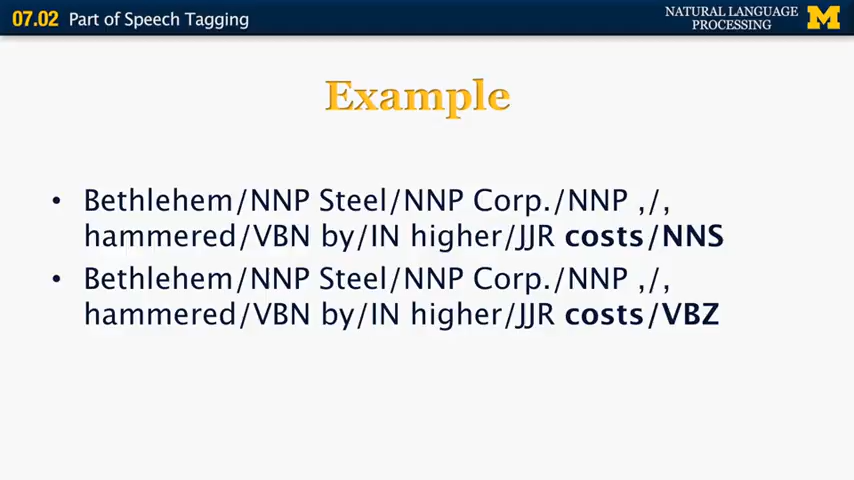 07.02 Part of Speech Tagging
NATURAL LANGUAGE
PROCESSING
M
Example
• Bethlehem/NNP Steel/NNP Corp./NNP ,/,
hammered/VBN by/IN higher/JJR costs/NNS
• Bethlehem/NNP Steel/NNP Corp./NNP ,/,
hammered/VBN by/IN higher/JJR costs/VBZ